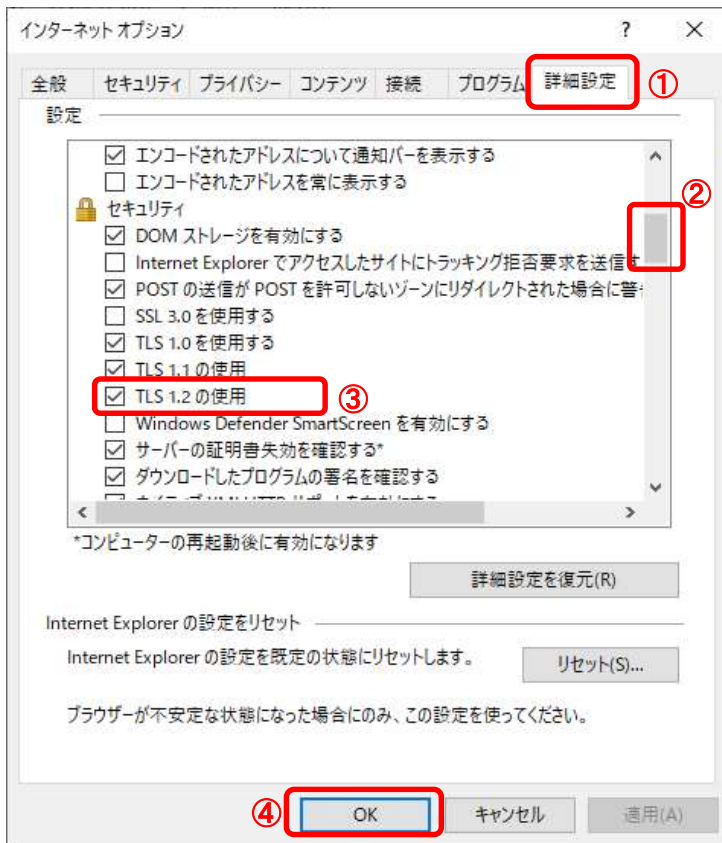 インターネット オプション ? ×
全般 セキュリティ プライバシー コンテンツ 接続 プログラム 詳細設定 ①
設定
エンコードされたアドレスについて通知バーを表示する
エンコードされたアドレスを常に表示する
②
セキュリティ
DOM ストレージを有効にする
Internet Explorer でアクセスしたサイトにトラッキング拒否要求を送信す
POST の送信が POST を許可しないゾーンにリダイレクトされた場合に警
SSL 3.0 を使用する
TLS 1.0 を使用する
TLS 1.1 の使用
TLS 1.2 の使用 ③
Windows Defender SmartScreen を有効にする
サーバーの証明書失効を確認する*
ダウンロードしたプログラムの署名を確認する
*コンピューターの再起動後に有効になります
詳細設定を復元(R)
Internet Explorer の設定をリセット
Internet Explorer の設定を既定の状態にリセットします。
リセット(S)...
ブラウザーが不安定な状態になった場合にのみ、この設定を使ってください。
④ OK キャンセル 適用(A)